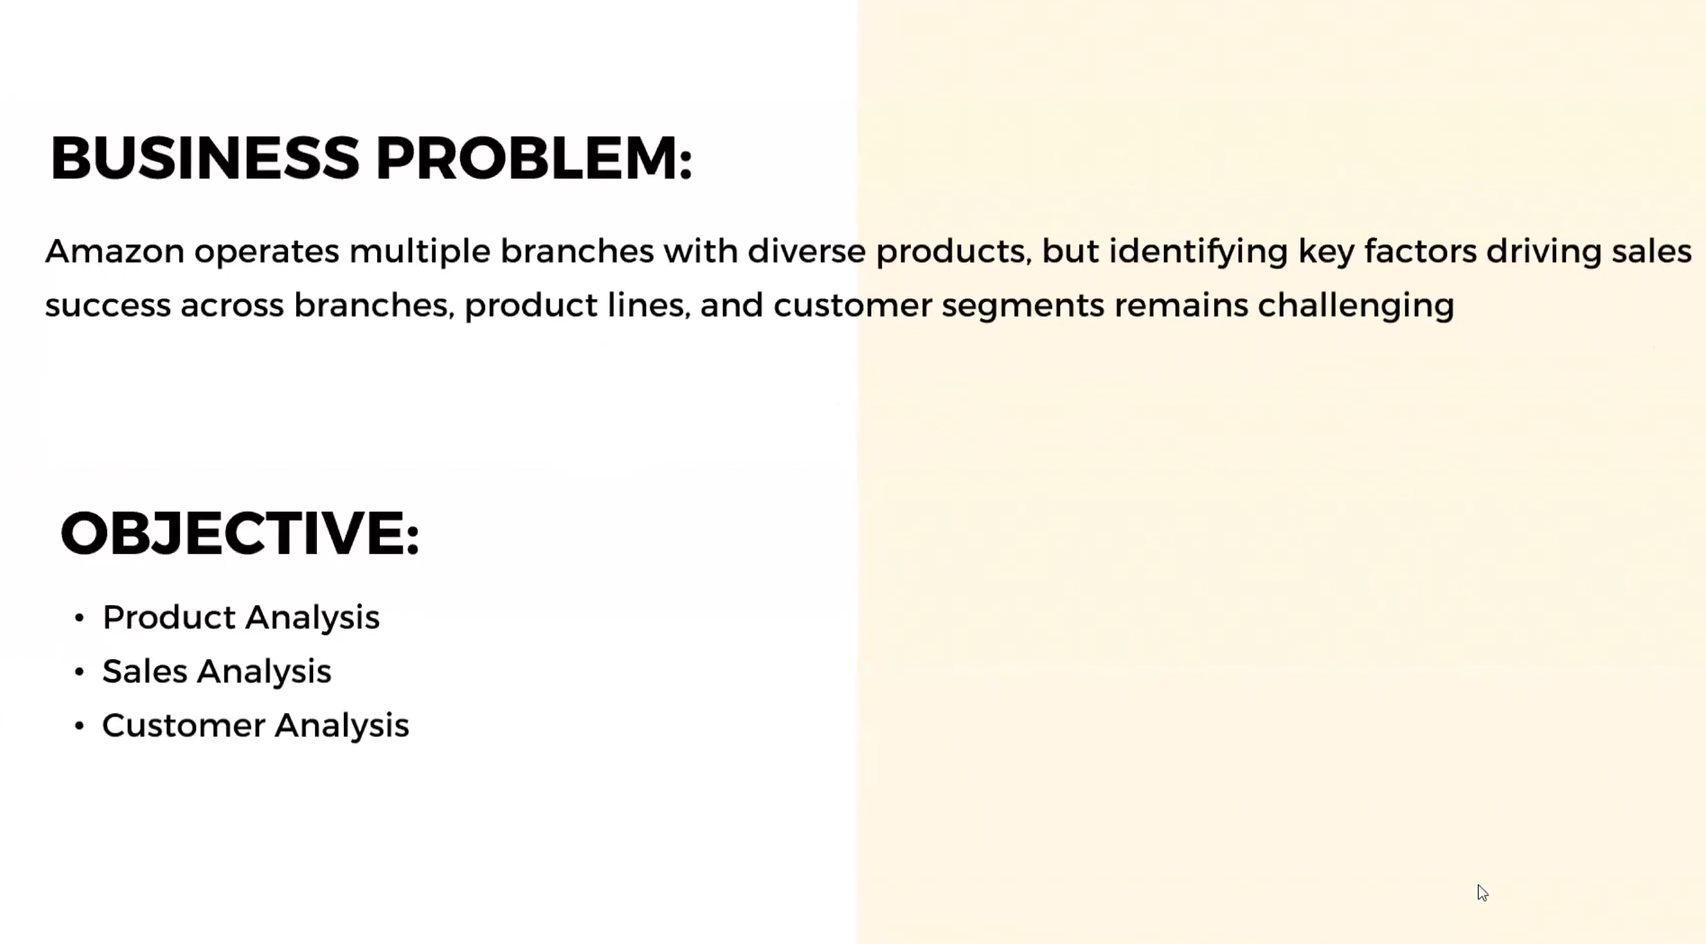 BUSINESS PROBLEM:
Amazon operates multiple branches with diverse products, but identifying key factors driving sales
success across branches, product lines, and customer segments remains challenging
OBJECTIVE:
• Product Analysis
• Sales Analysis
• Customer Analysis